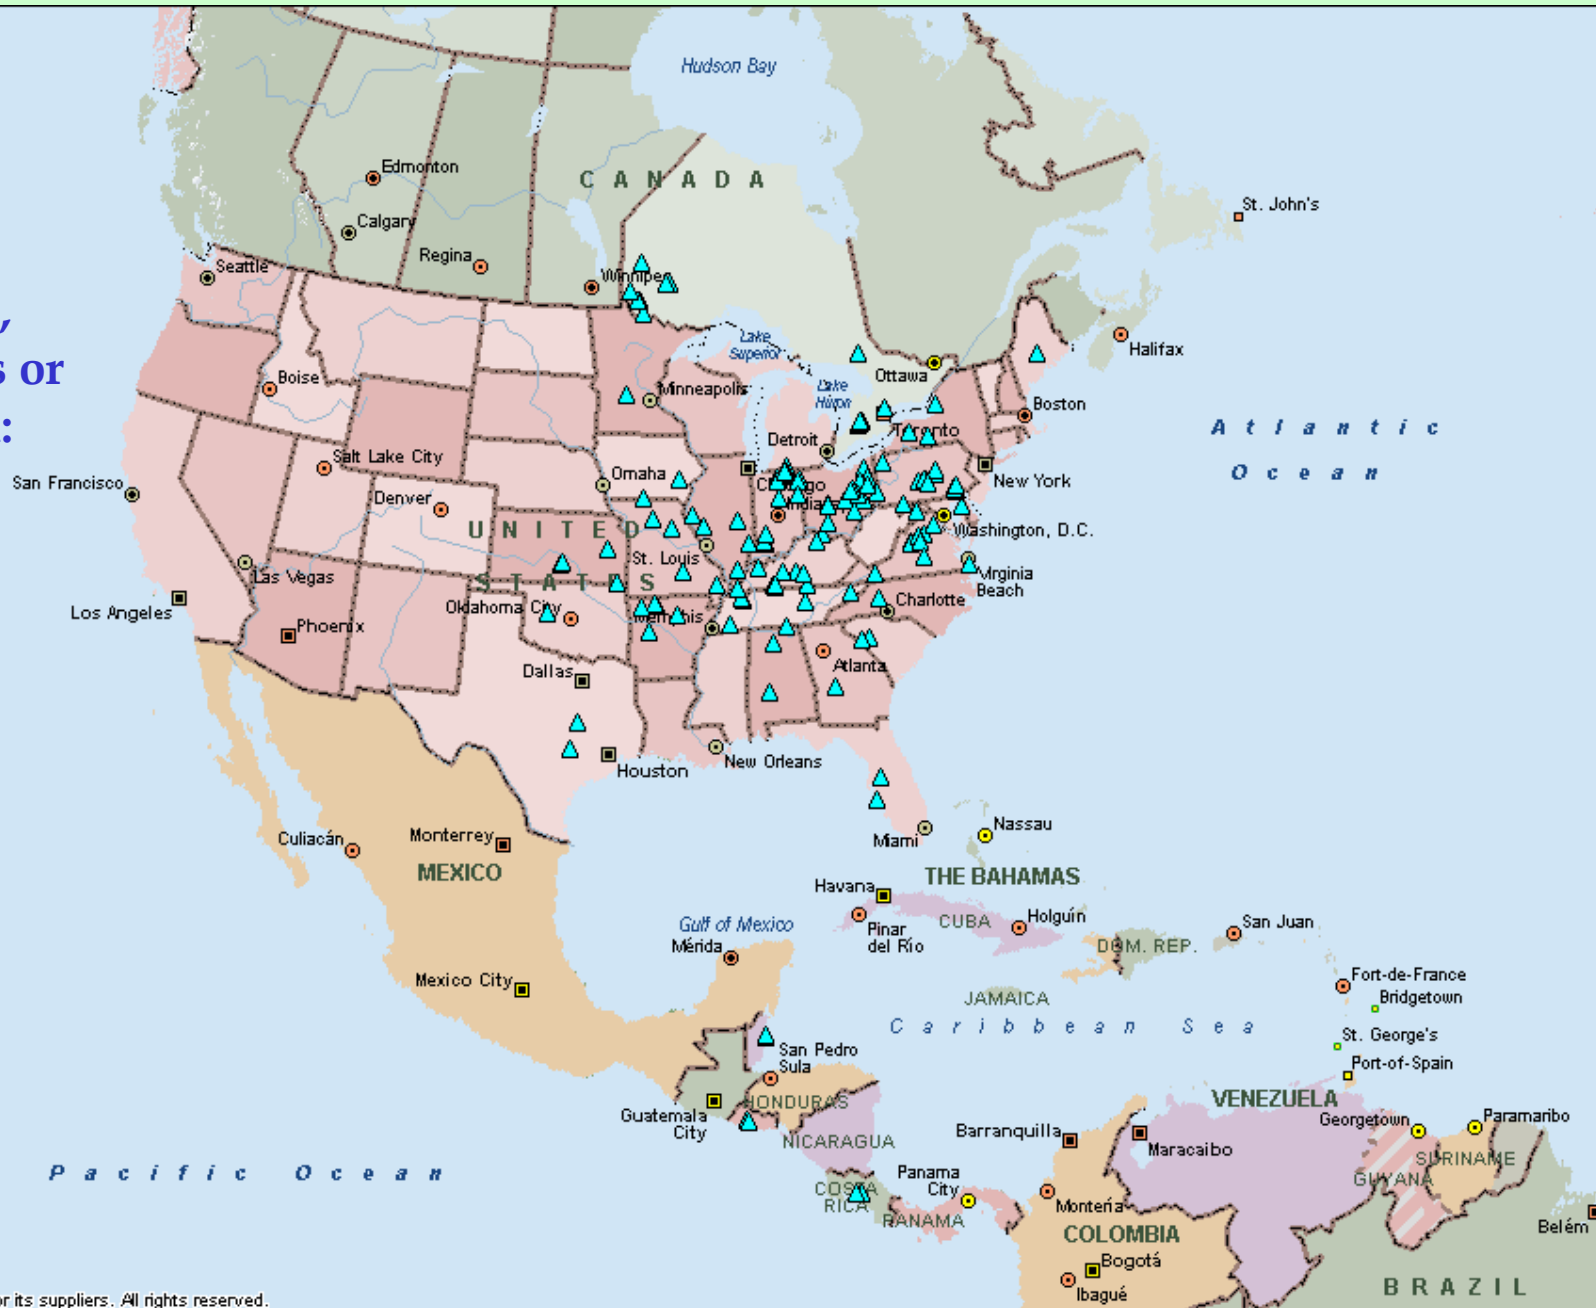 Hudson Bay
CANADA
Edmonton
Calgary
Regina
Winnipeg
Seattle
St. John's
,
s or
:
Lake
Superior
Ottawa
Halifax
Boise
Minneapolis
Lake
Huron
Boston
Toronto
Detroit
Atlantic
Ocean
Salt Lake City
San Francisco
Omaha
Chicago
New York
Denver
UNITED
STATES
Washington, D.C.
St. Louis
Las Vegas
Virginia
Beach
Los Angeles
Oklahoma City
Memphis
Charlotte
Phoenix
Dallas
Atlanta
Houston
New Orleans
Culiacán
Monterrey
Miami
Nassau
MEXICO
THE BAHAMAS
Havana
Gulf of Mexico
Pinar
del Río
CUBA
Holguín
San Juan
Mérida
DOM. REP.
Mexico City
JAMAICA
Fort-de-France
Bridgetown
Caribbean Sea
St. George's
San Pedro
Sula
Port-of-Spain
Guatemala
City
HONDURAS
VENEZUELA
Georgetown
Paramaribo
NICARAGUA
Barranquilla
Maracaibo
SURINAME
GUYANA
Pacific Ocean
COSTA
RICA
Panama
City
PANAMA
Montería
COLOMBIA
Belém
Bogotá
Ibagué
BRAZIL
or its suppliers. All rights reserved.